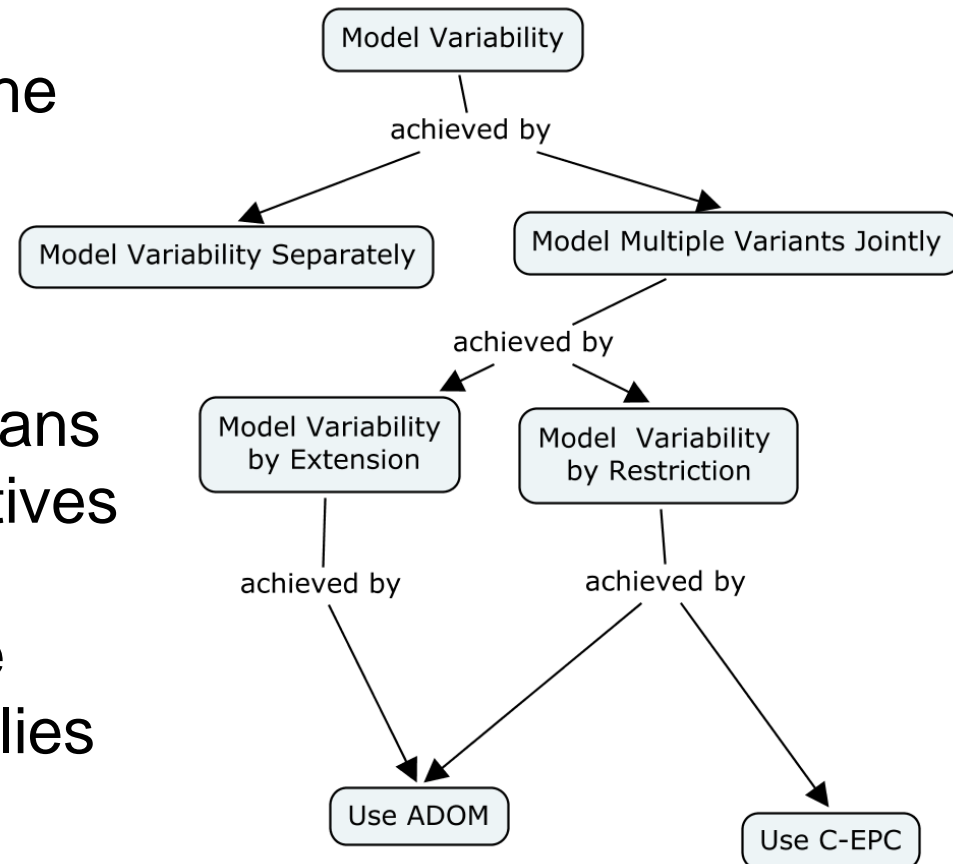 ne
ans
tives
e
lies
Model Variability
achieved by
Model Variability Separately
Model Multiple Variants Jointly
achieved by
Model Variability
by Extension
Model Variability
by Restriction
achieved by
achieved by
Use ADOM
Use C-EPC